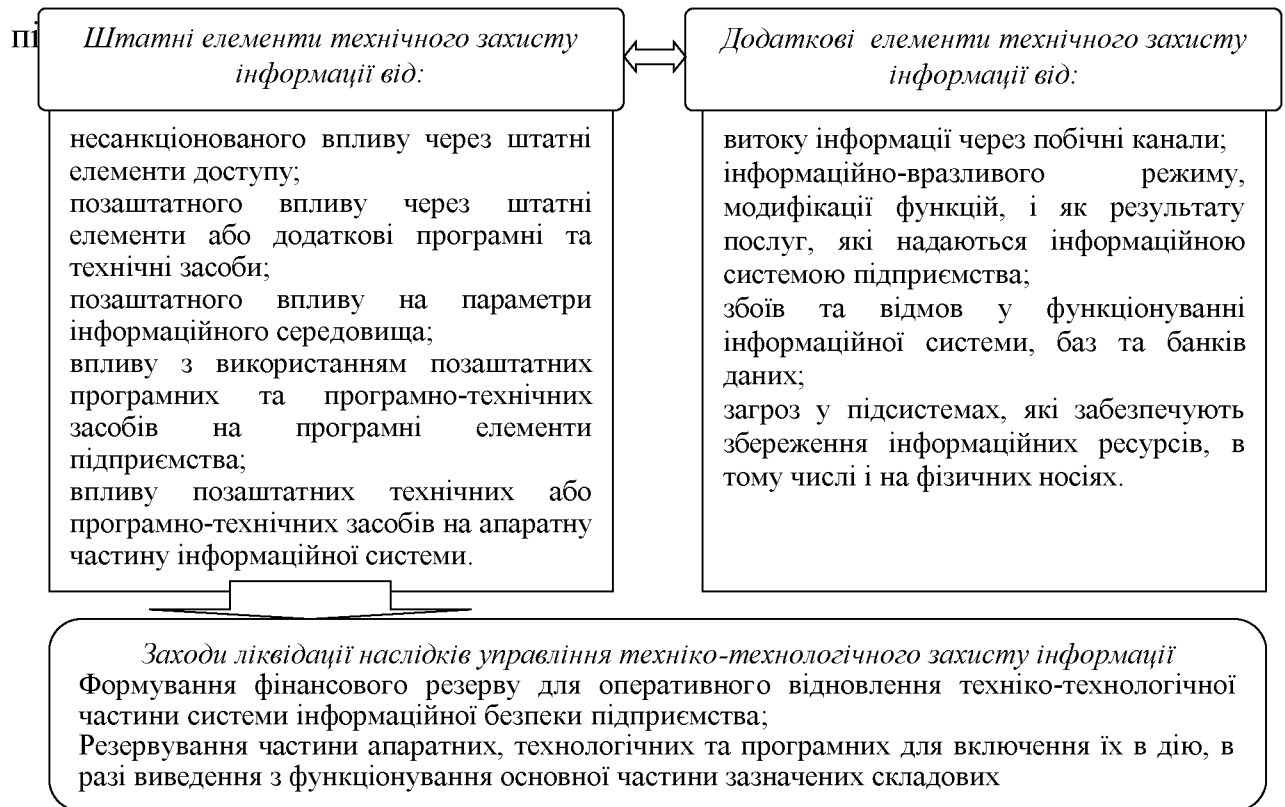 пі
Штатні елементи технічного захисту
інформації від:
несанкціонованого впливу через штатні
елементи доступу;
позаштатного впливу через штатні
елементи або додаткові програмні та
технічні засоби;
позаштатного впливу на параметри
інформаційного середовища;
впливу з використанням позаштатних
програмних та програмно-технічних
засобів на програмні елементи
підприємства;
впливу позаштатних технічних або
програмно-технічних засобів на апаратну
частину інформаційної системи.
Додаткові елементи технічного захисту
інформації від:
витоку інформації через побічні канали;
інформаційно-вразливого режиму,
модифікації функцій, і як результату
послуг, які надаються інформаційною
системою підприємства;
збоїв та відмов у функціонуванні
інформаційної системи, баз та банків
даних;
загроз у підсистемах, які забезпечують
збереження інформаційних ресурсів, в
тому числі і на фізичних носіях.
Заходи ліквідації наслідків управління техніко-технологічного захисту інформації
Формування фінансового резерву для оперативного відновлення техніко-технологічної
частини системи інформаційної безпеки підприємства;
Резервування частини апаратних, технологічних та програмних для включення їх в дію, в
разі виведення з функціонування основної частини зазначених складових